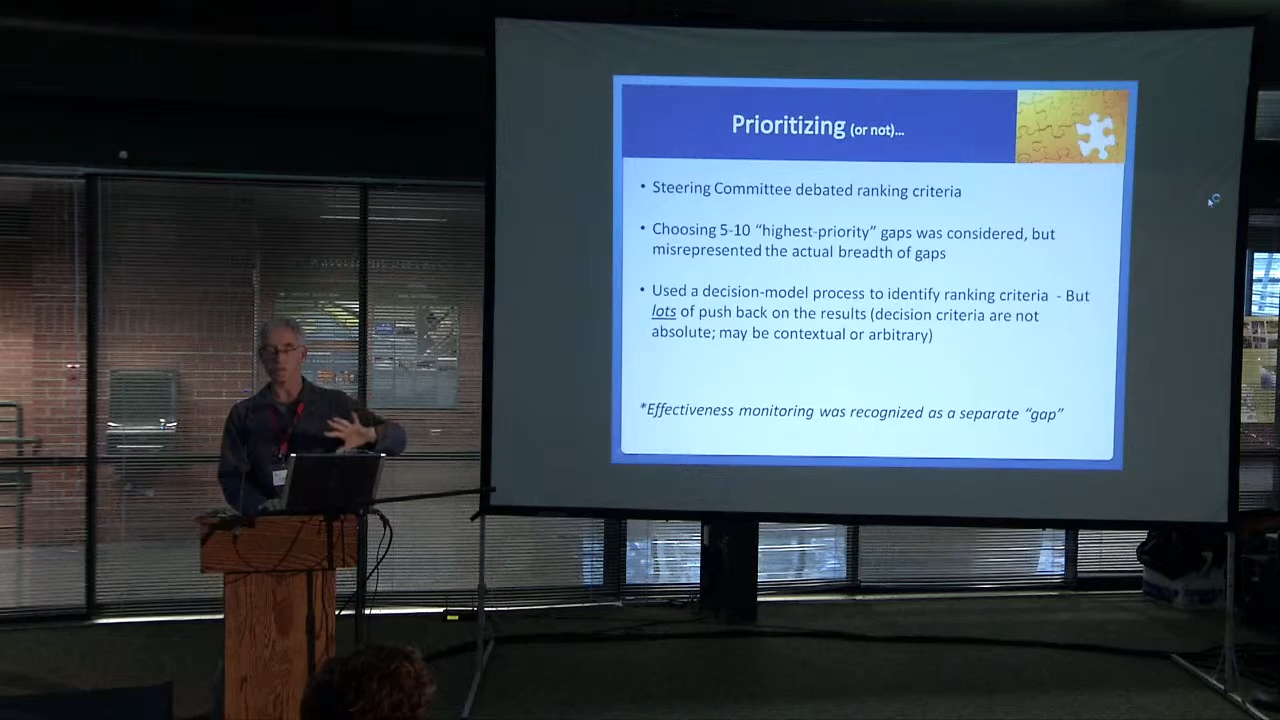 Prioritizing (or not)...
• Steering Committee debated ranking criteria
• Choosing 5-10 “highest-priority” gaps was considered, but
misrepresented the actual breadth of gaps
• Used a decision-model process to identify ranking criteria - But
lots of push back on the results (decision criteria are not
absolute; may be contextual or arbitrary)
*Effectiveness monitoring was recognized as a separate “gap”